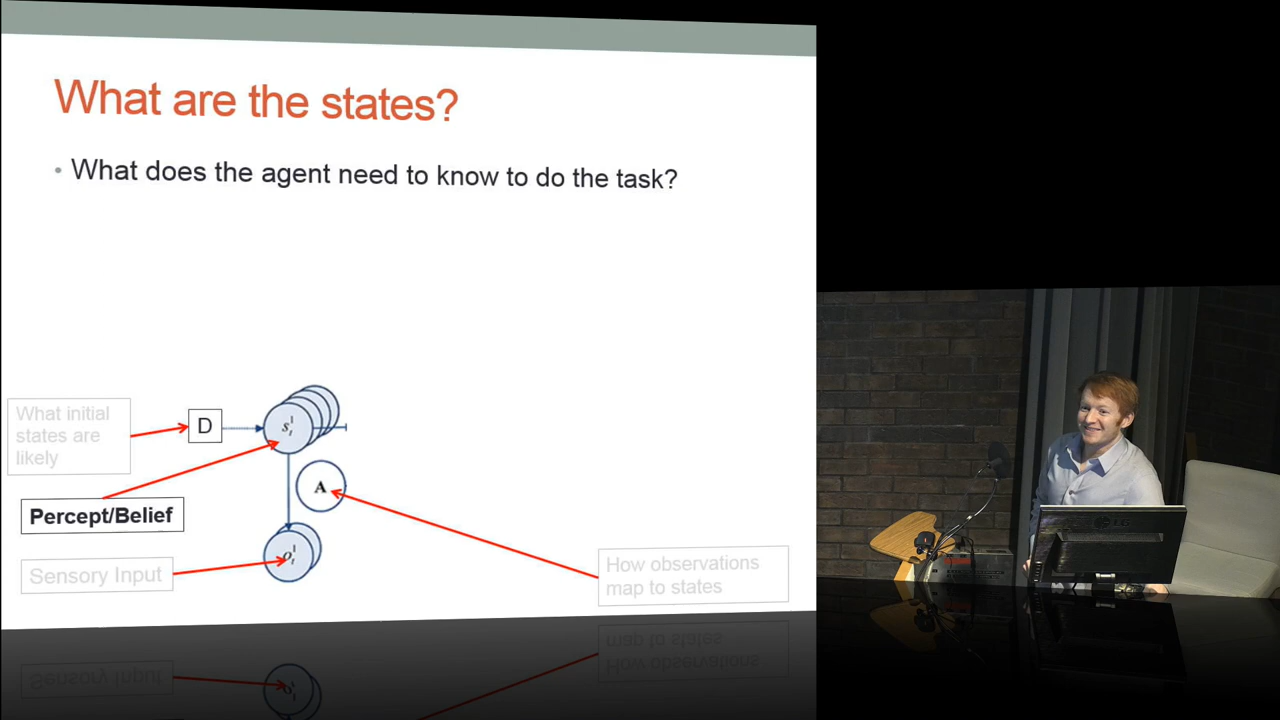 What are the states?
• What does the agent need to know to do the task?
What initial
states are
likely
D
s
A
Percept/Belief
o
Sensory Input
How observations
map to states
LG